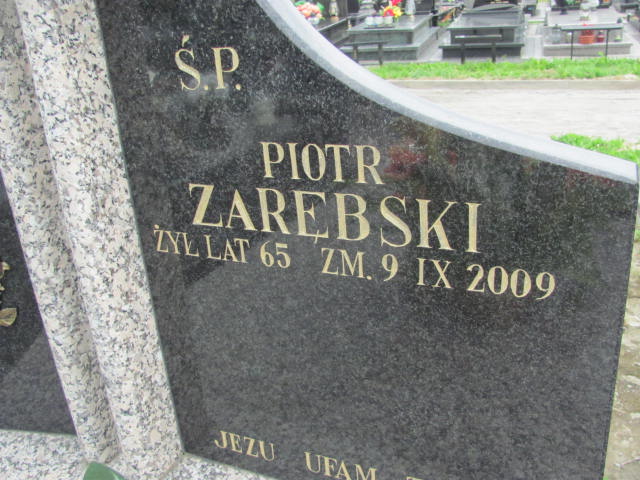 Ś.P.
PIOTR
ZARĘBSKI
ŻYŁ LAT 65 ZM. 9 IX 2009
JEZU UFAM